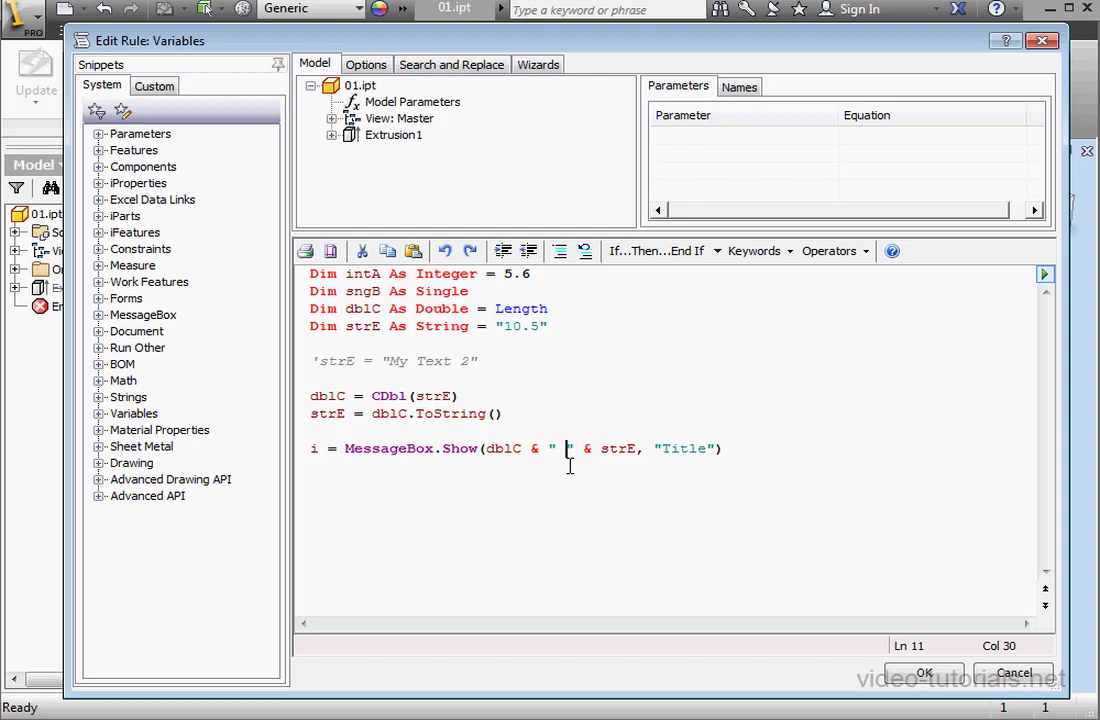 PRO
Generic
01.ipt
Type a keyword or phrase
Sign In
Edit Rule: Variables
Update
Model
01.ipt
Snippets
System
Custom
Parameters
Features
Components
iProperties
Excel Data Links
iParts
iFeatures
Constraints
Measure
Work Features
Forms
MessageBox
Document
Run Other
BOM
Math
Strings
Variables
Material Properties
Sheet Metal
Drawing
Advanced Drawing API
Advanced API
Model
Options
Search and Replace
Wizards
01.ipt
Model Parameters
View: Master
Extrusion1
Parameters
Names
Parameter
Equation
If...Then...End If
Keywords
Operators
Dim intA As Integer = 5.6
Dim sngB As Single
Dim dblC As Double = Length
Dim strE As String = "10.5"
'strE = "My Text 2"
dblC = CDbl(strE)
strE = dblC.ToString()
i = MessageBox.Show(dblC & " " & strE, "Title")
Ln 11
Col 30
OK
Cancel
video-tutorials.net
Ready
1
1